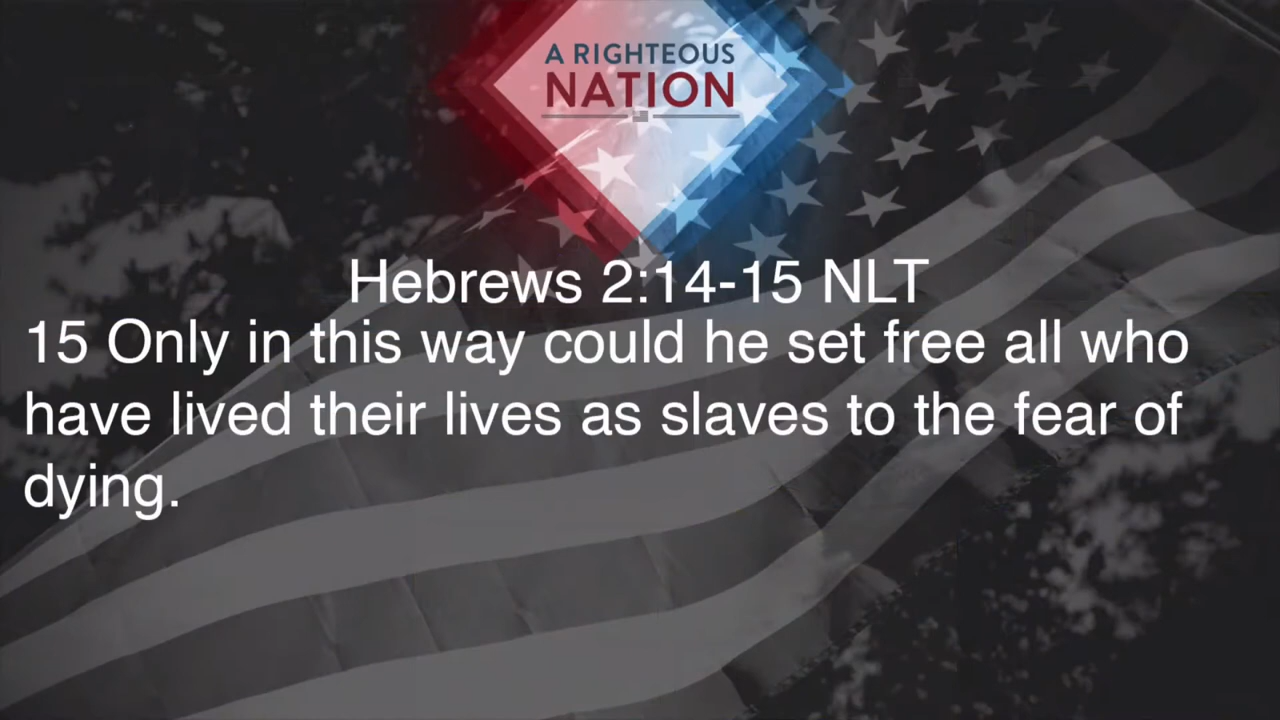 A RIGHTEOUS
NATION
Hebrews 2:14-15 NLT
15 Only in this way could he set free all who
have lived their lives as slaves to the fear of
dying.